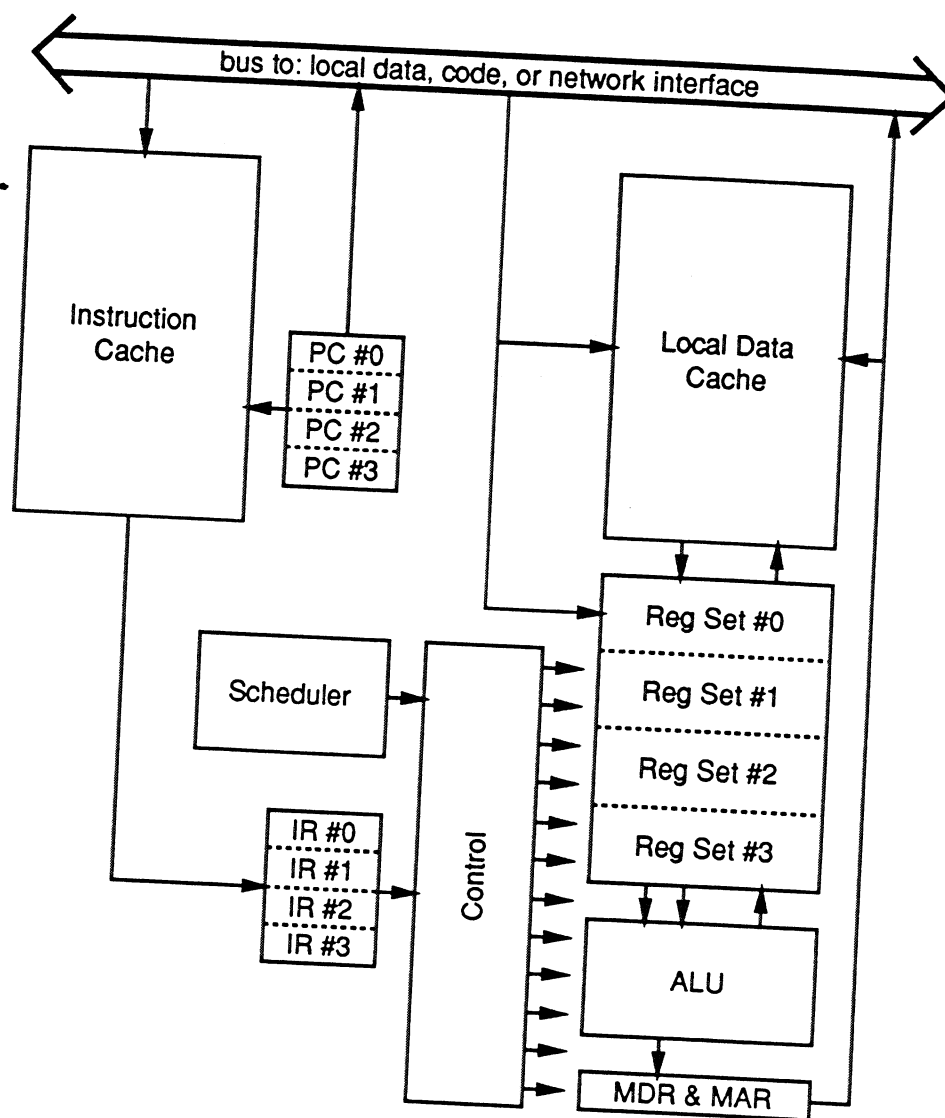 bus to: local data, code, or network interface
Instruction
Cache
PC #0
PC #1
PC #2
PC #3
Local Data
Cache
Scheduler
IR #0
IR #1
IR #2
IR #3
Control
Reg Set #0
Reg Set #1
Reg Set #2
Reg Set #3
ALU
MDR & MAR